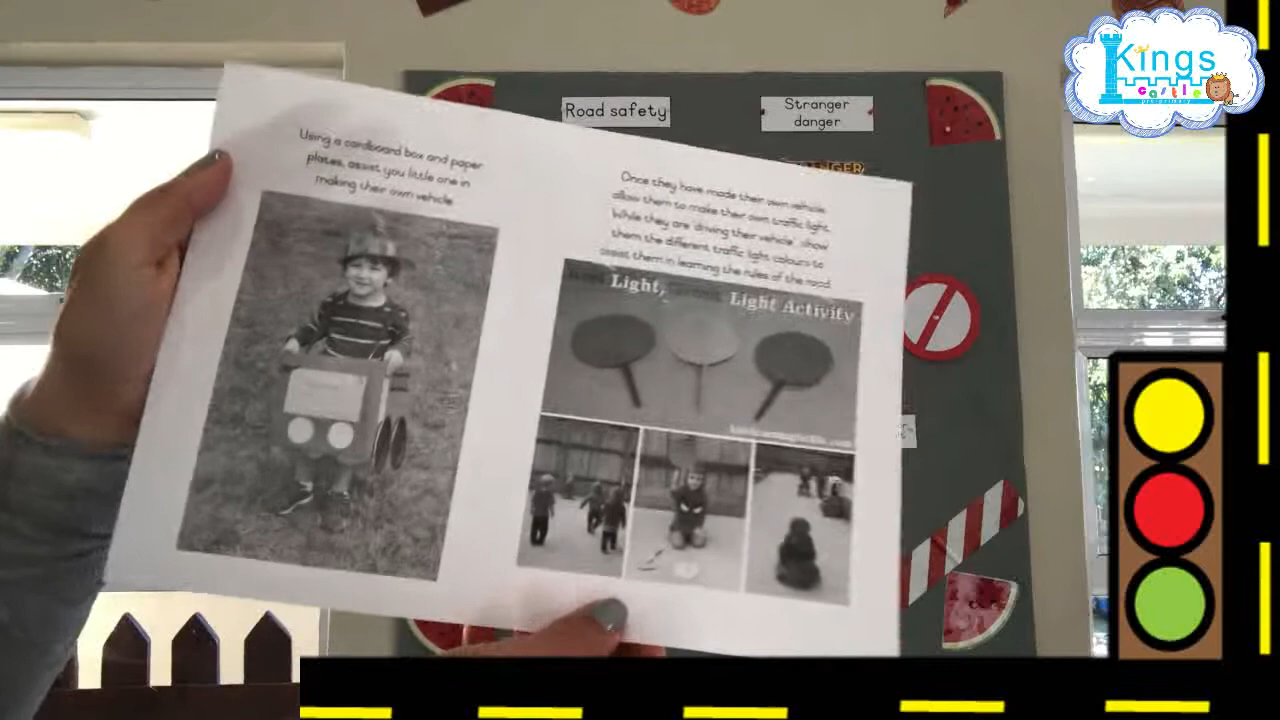 Kings
castle
pre-primary
Road safety
Stranger
danger
Using a cardboard box and paper
plates, assist you little one in
making their own vehicle
Once they have made their own vehicle
allow them to make their own traffic light.
While they are 'driving their vehicle', show
them the different traffic light colours to
assist them in learning the rules of the road.
Light,
Light Activity